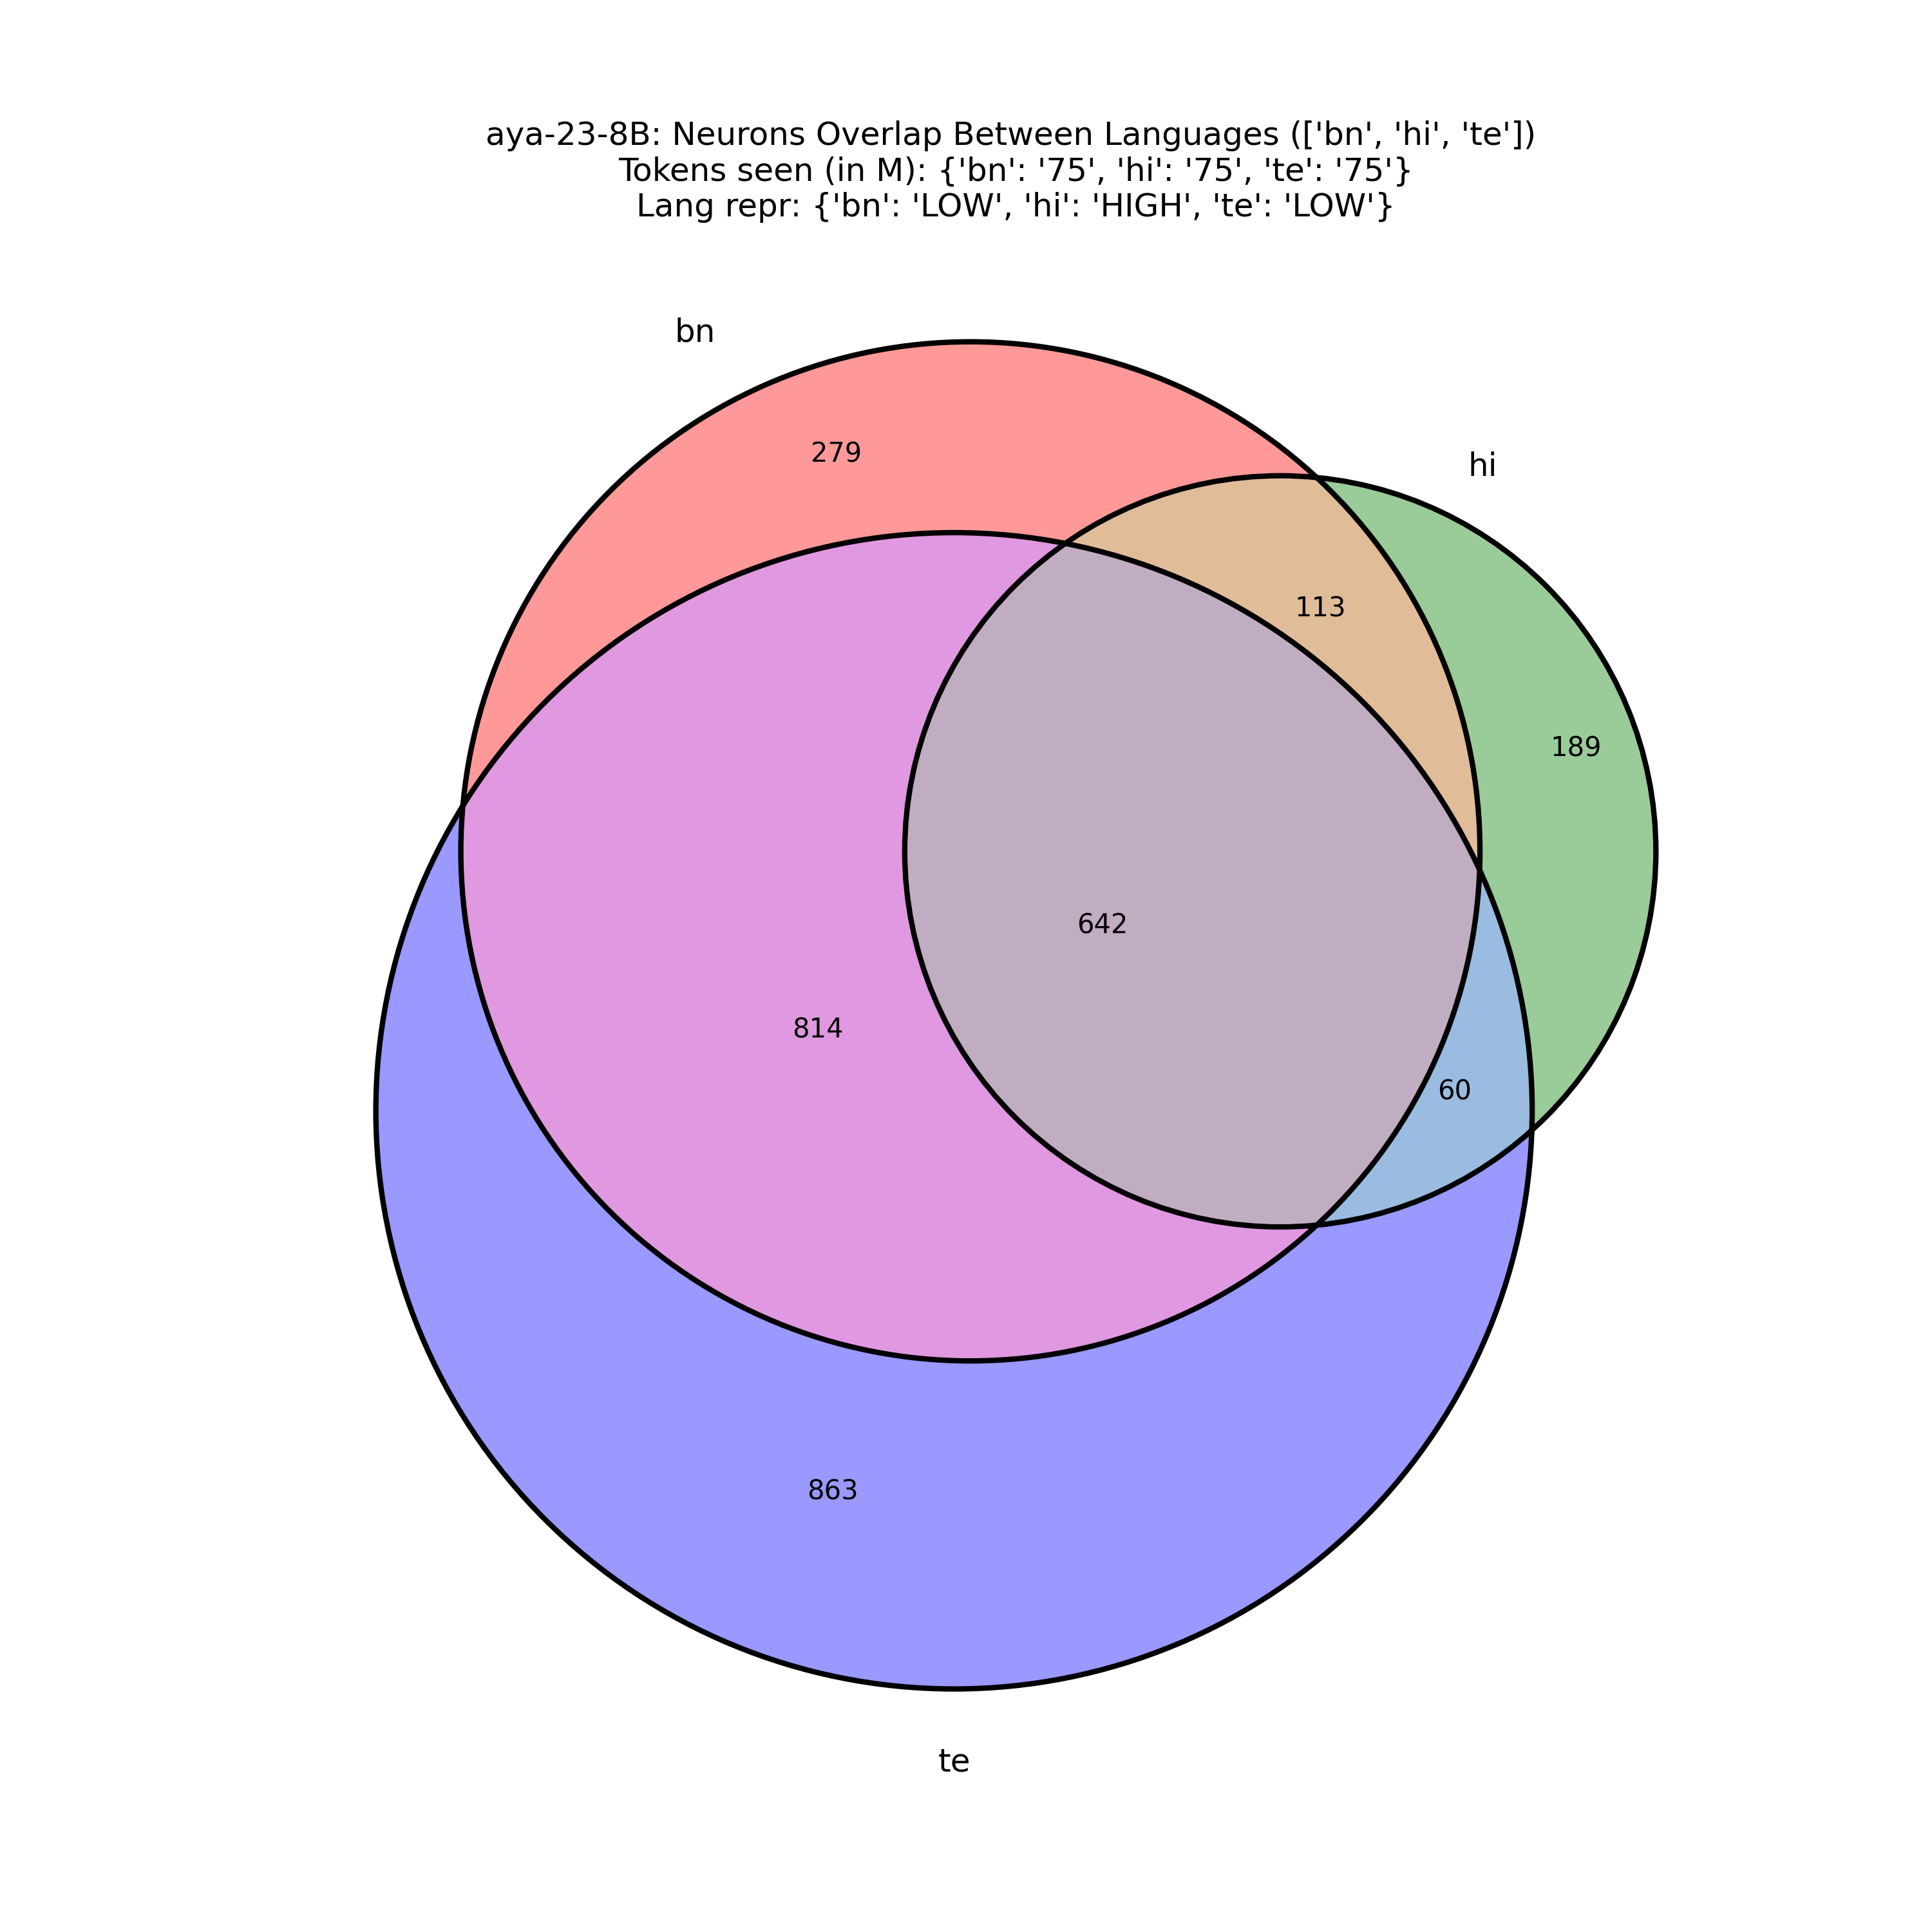 aya-23-8B: Neurons Overlap Between Languages (['bn', 'hi', 'te'])
Tokens seen (in M): {'bn': '75', 'hi': '75', 'te': '75'}
Lang repr: {'bn': 'LOW', 'hi': 'HIGH', 'te': 'LOW'}
bn
279
hi
113
189
642
814
60
863
te